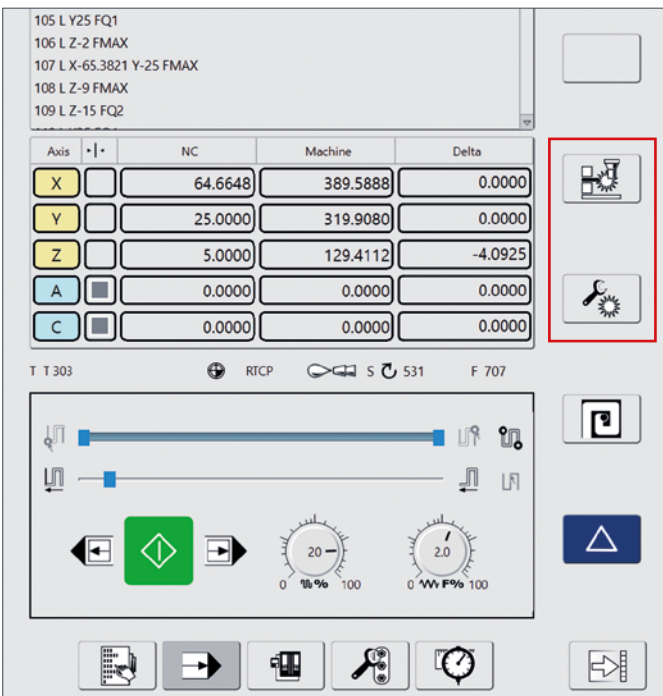 105 L Y25 FQ1
106 L Z-2 FMAX
107 L X-65.3821 Y-25 FMAX
108 L Z-9 FMAX
109 L Z-15 FQ2
Axis NC Machine Delta
X 64.6648 389.5888 0.0000
Y 25.0000 319.9080 0.0000
Z 5.0000 129.4112 -4.0925
A 0.0000 0.0000 0.0000
C 0.0000 0.0000 0.0000
T T 303 RTCP S 531 F 707
20 2.0
0 % 100 0 F% 100